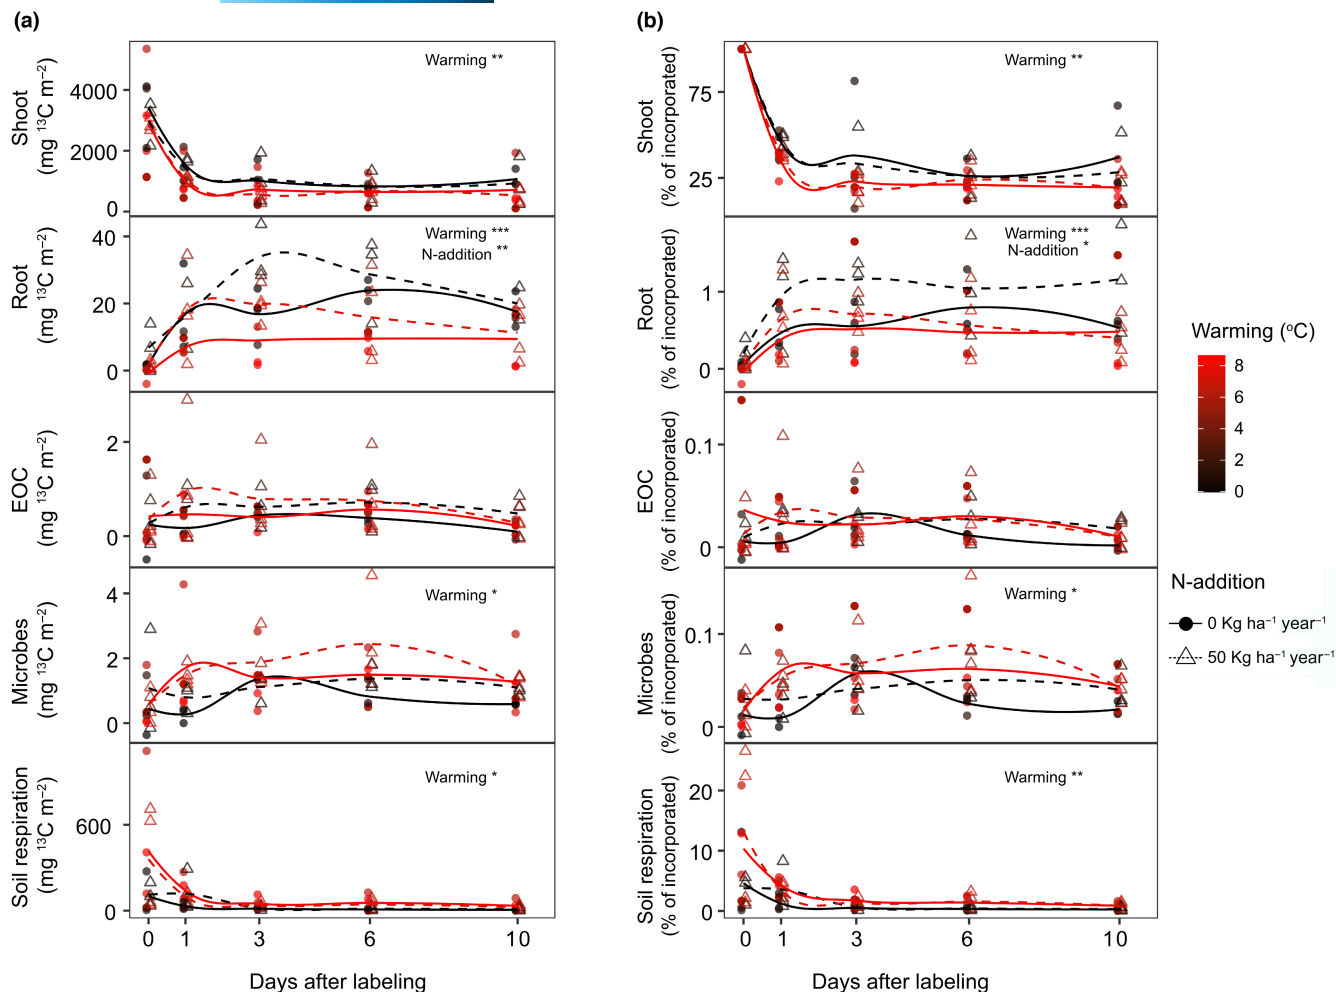 (a)
Shoot
(mg ¹³C m⁻²)
4000
2000
0
Warming **
Root
(mg ¹³C m⁻²)
40
20
0
Warming ***
N-addition **
EOC
(mg ¹³C m⁻²)
2
0
Microbes
(mg ¹³C m⁻²)
4
2
0
Warming *
Soil respiration
(mg ¹³C m⁻²)
600
0
Warming *
0 1 3 6 10
Days after labeling
(b)
Shoot
(% of incorporated)
75
25
Warming **
Root
(% of incorporated)
1
0
Warming ***
N-addition *
EOC
(% of incorporated)
0.1
0
Microbes
(% of incorporated)
0.1
0
Warming *
Soil respiration
(% of incorporated)
20
10
0
Warming **
0 1 3 6 10
Days after labeling
Warming (°C)
8
6
4
2
0
N-addition
0 Kg ha⁻¹ year⁻¹
50 Kg ha⁻¹ year⁻¹